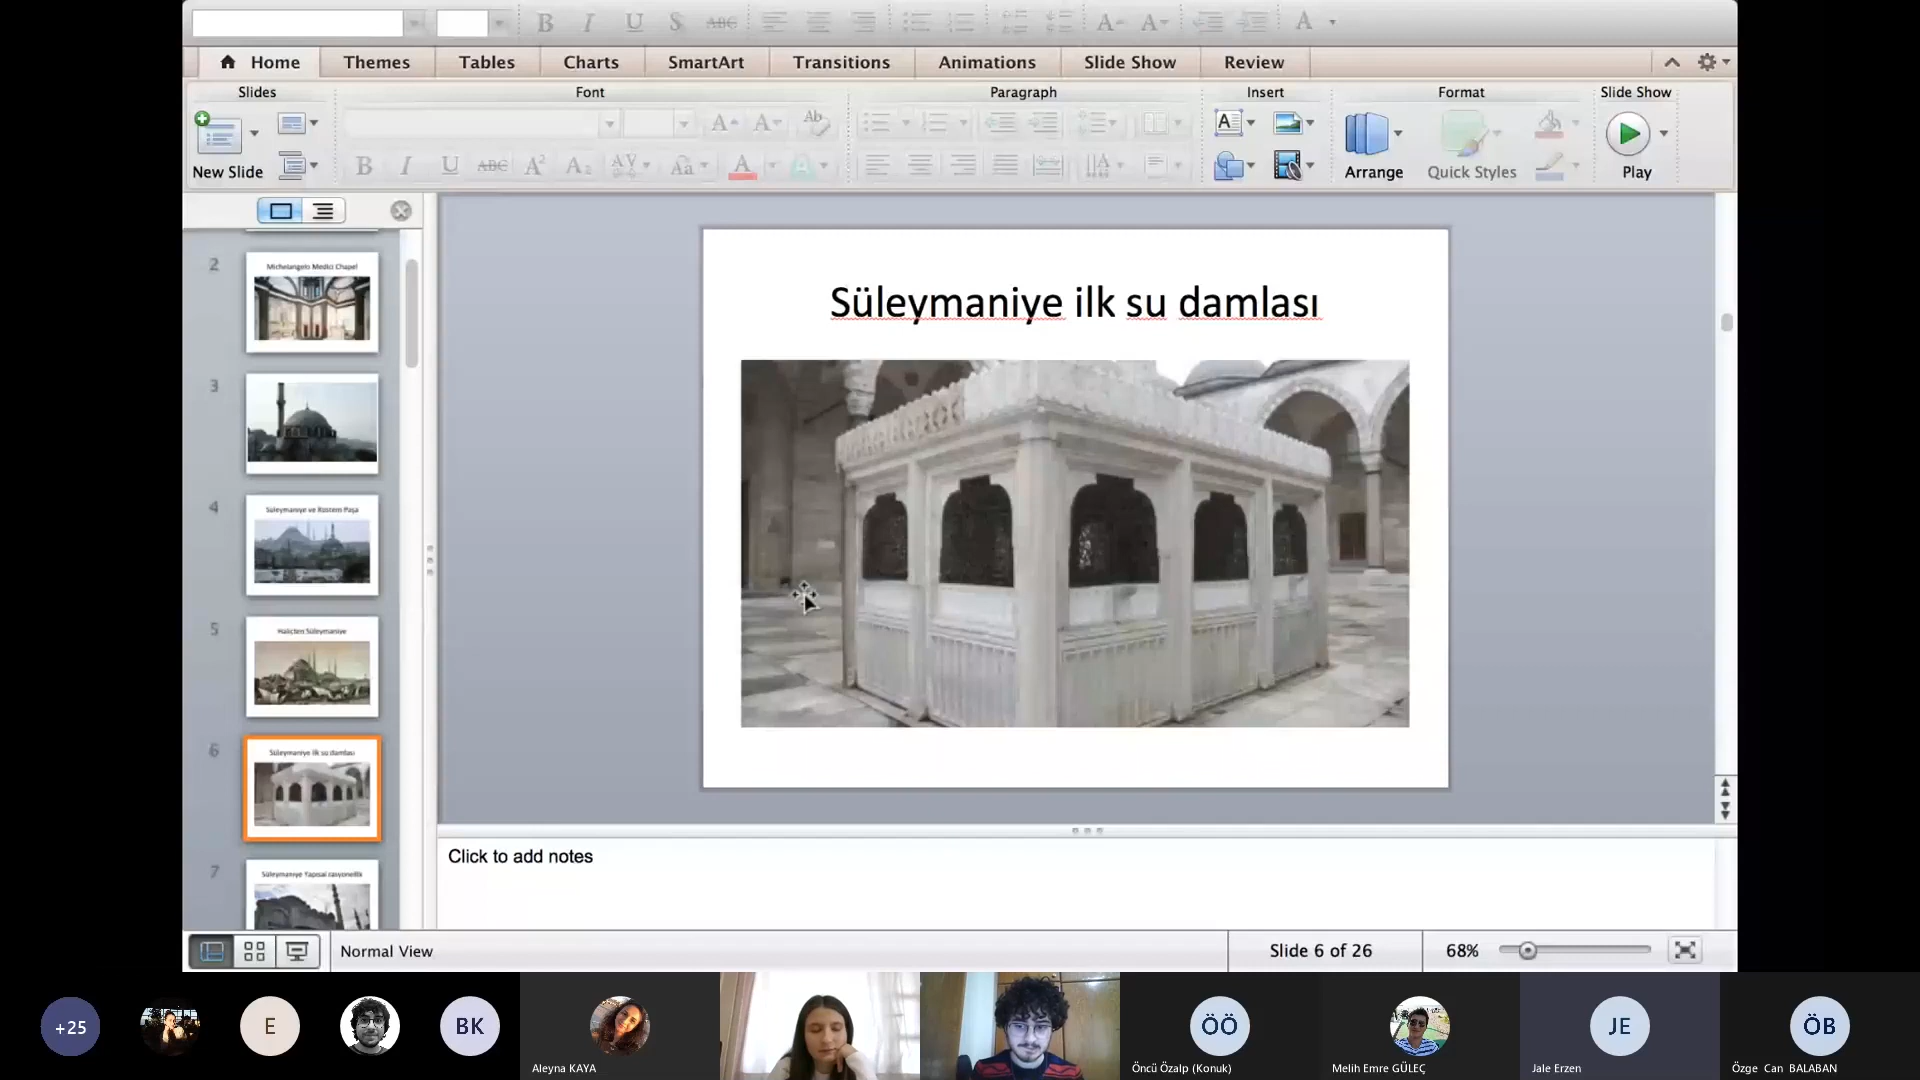 Home
Themes
Tables
Charts
SmartArt
Transitions
Animations
Slide Show
Review
Slides
Font
Paragraph
Insert
Format
Slide Show
New Slide
Arrange
Quick Styles
Play
2
Michelangelo Medici Chapel
3
4
Süleymaniye ve Rüstem Paşa
5
Haliçten Süleymaniye
6
Süleymaniye ilk su damlası
7
Süleymaniye Yapısal rasyonellik
Süleymaniye ilk su damlası
Click to add notes
Normal View
Slide 6 of 26
68%
+25
E
BK
Aleyna KAYA
ÖÖ
Öncü Özalp (Konuk)
Melih Emre GÜLEÇ
JE
Jale Erzen
ÖB
Özge Can BALABAN